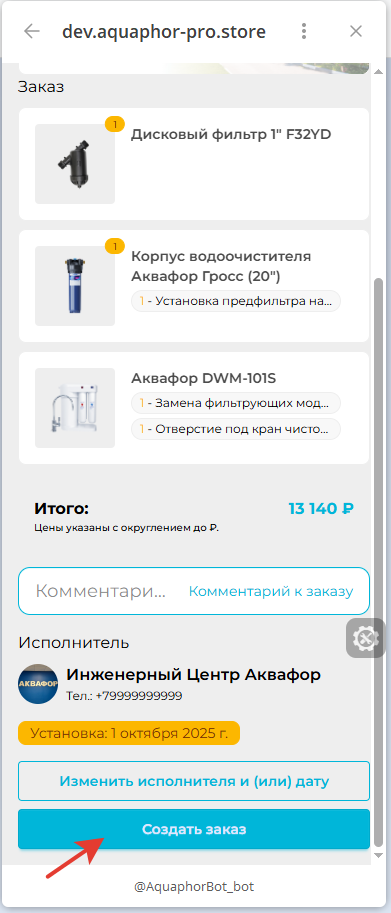 dev.aquaphor-pro.store
Заказ
1
Дисковый фильтр 1" F32YD
1
Корпус водоочистителя
Аквафор Гросс (20")
1 - Установка предфильтра на...
Аквафор DWM-101S
1 - Замена фильтрующих мод...
1 - Отверстие под кран чисто...
Итого:
13 140 ₽
Цены указаны с округлением до ₽.
Комментари...
Комментарий к заказу
Исполнитель
АКВАФОР
Инженерный Центр Аквафор
Тел.: +79999999999
Установка: 1 октября 2025 г.
Изменить исполнителя и (или) дату
Создать заказ
@AquaphorBot_bot